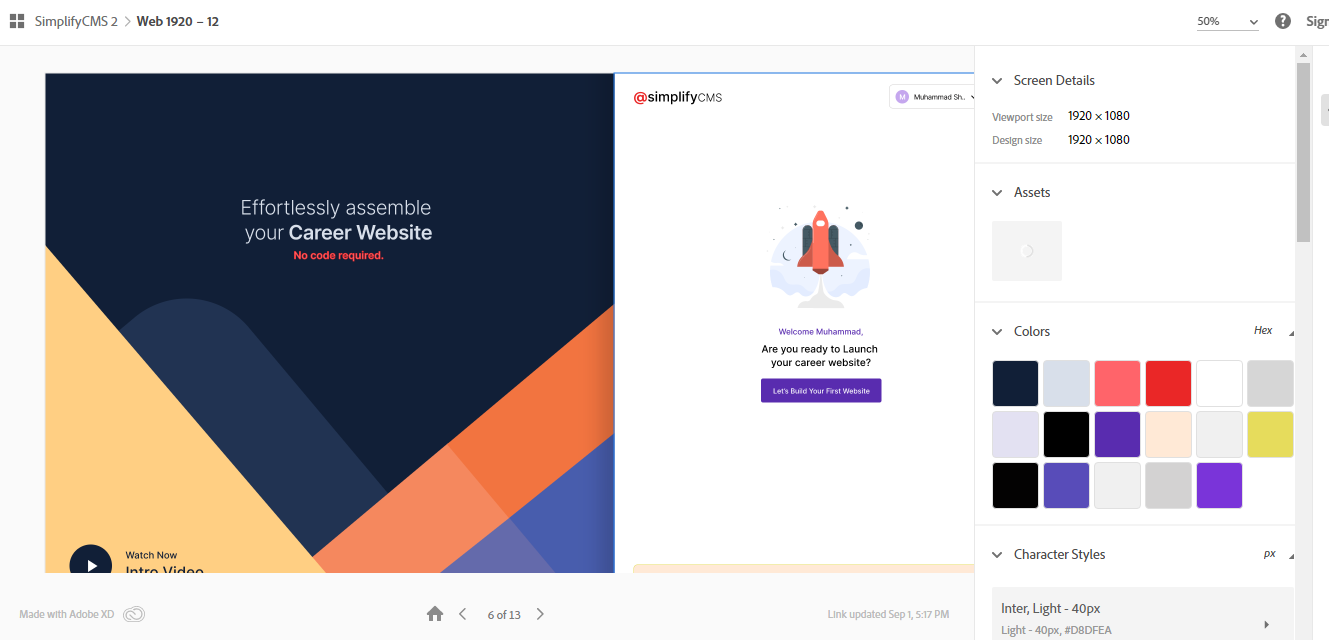 SimplifyCMS 2 > Web 1920 – 12
50%
?
Sign
@simplifyCMS
M Muhammad Sh..
Effortlessly assemble
your Career Website
No code required.
Welcome Muhammad,
Are you ready to Launch
your career website?
Let's Build Your First Website
Watch Now
Intro Video
Made with Adobe XD
6 of 13
Link updated Sep 1, 5:17 PM
Screen Details
Viewport size 1920 × 1080
Design size 1920 × 1080
Assets
Colors
Hex
Character Styles
px
Inter, Light - 40px
Light - 40px, #D8DFEA